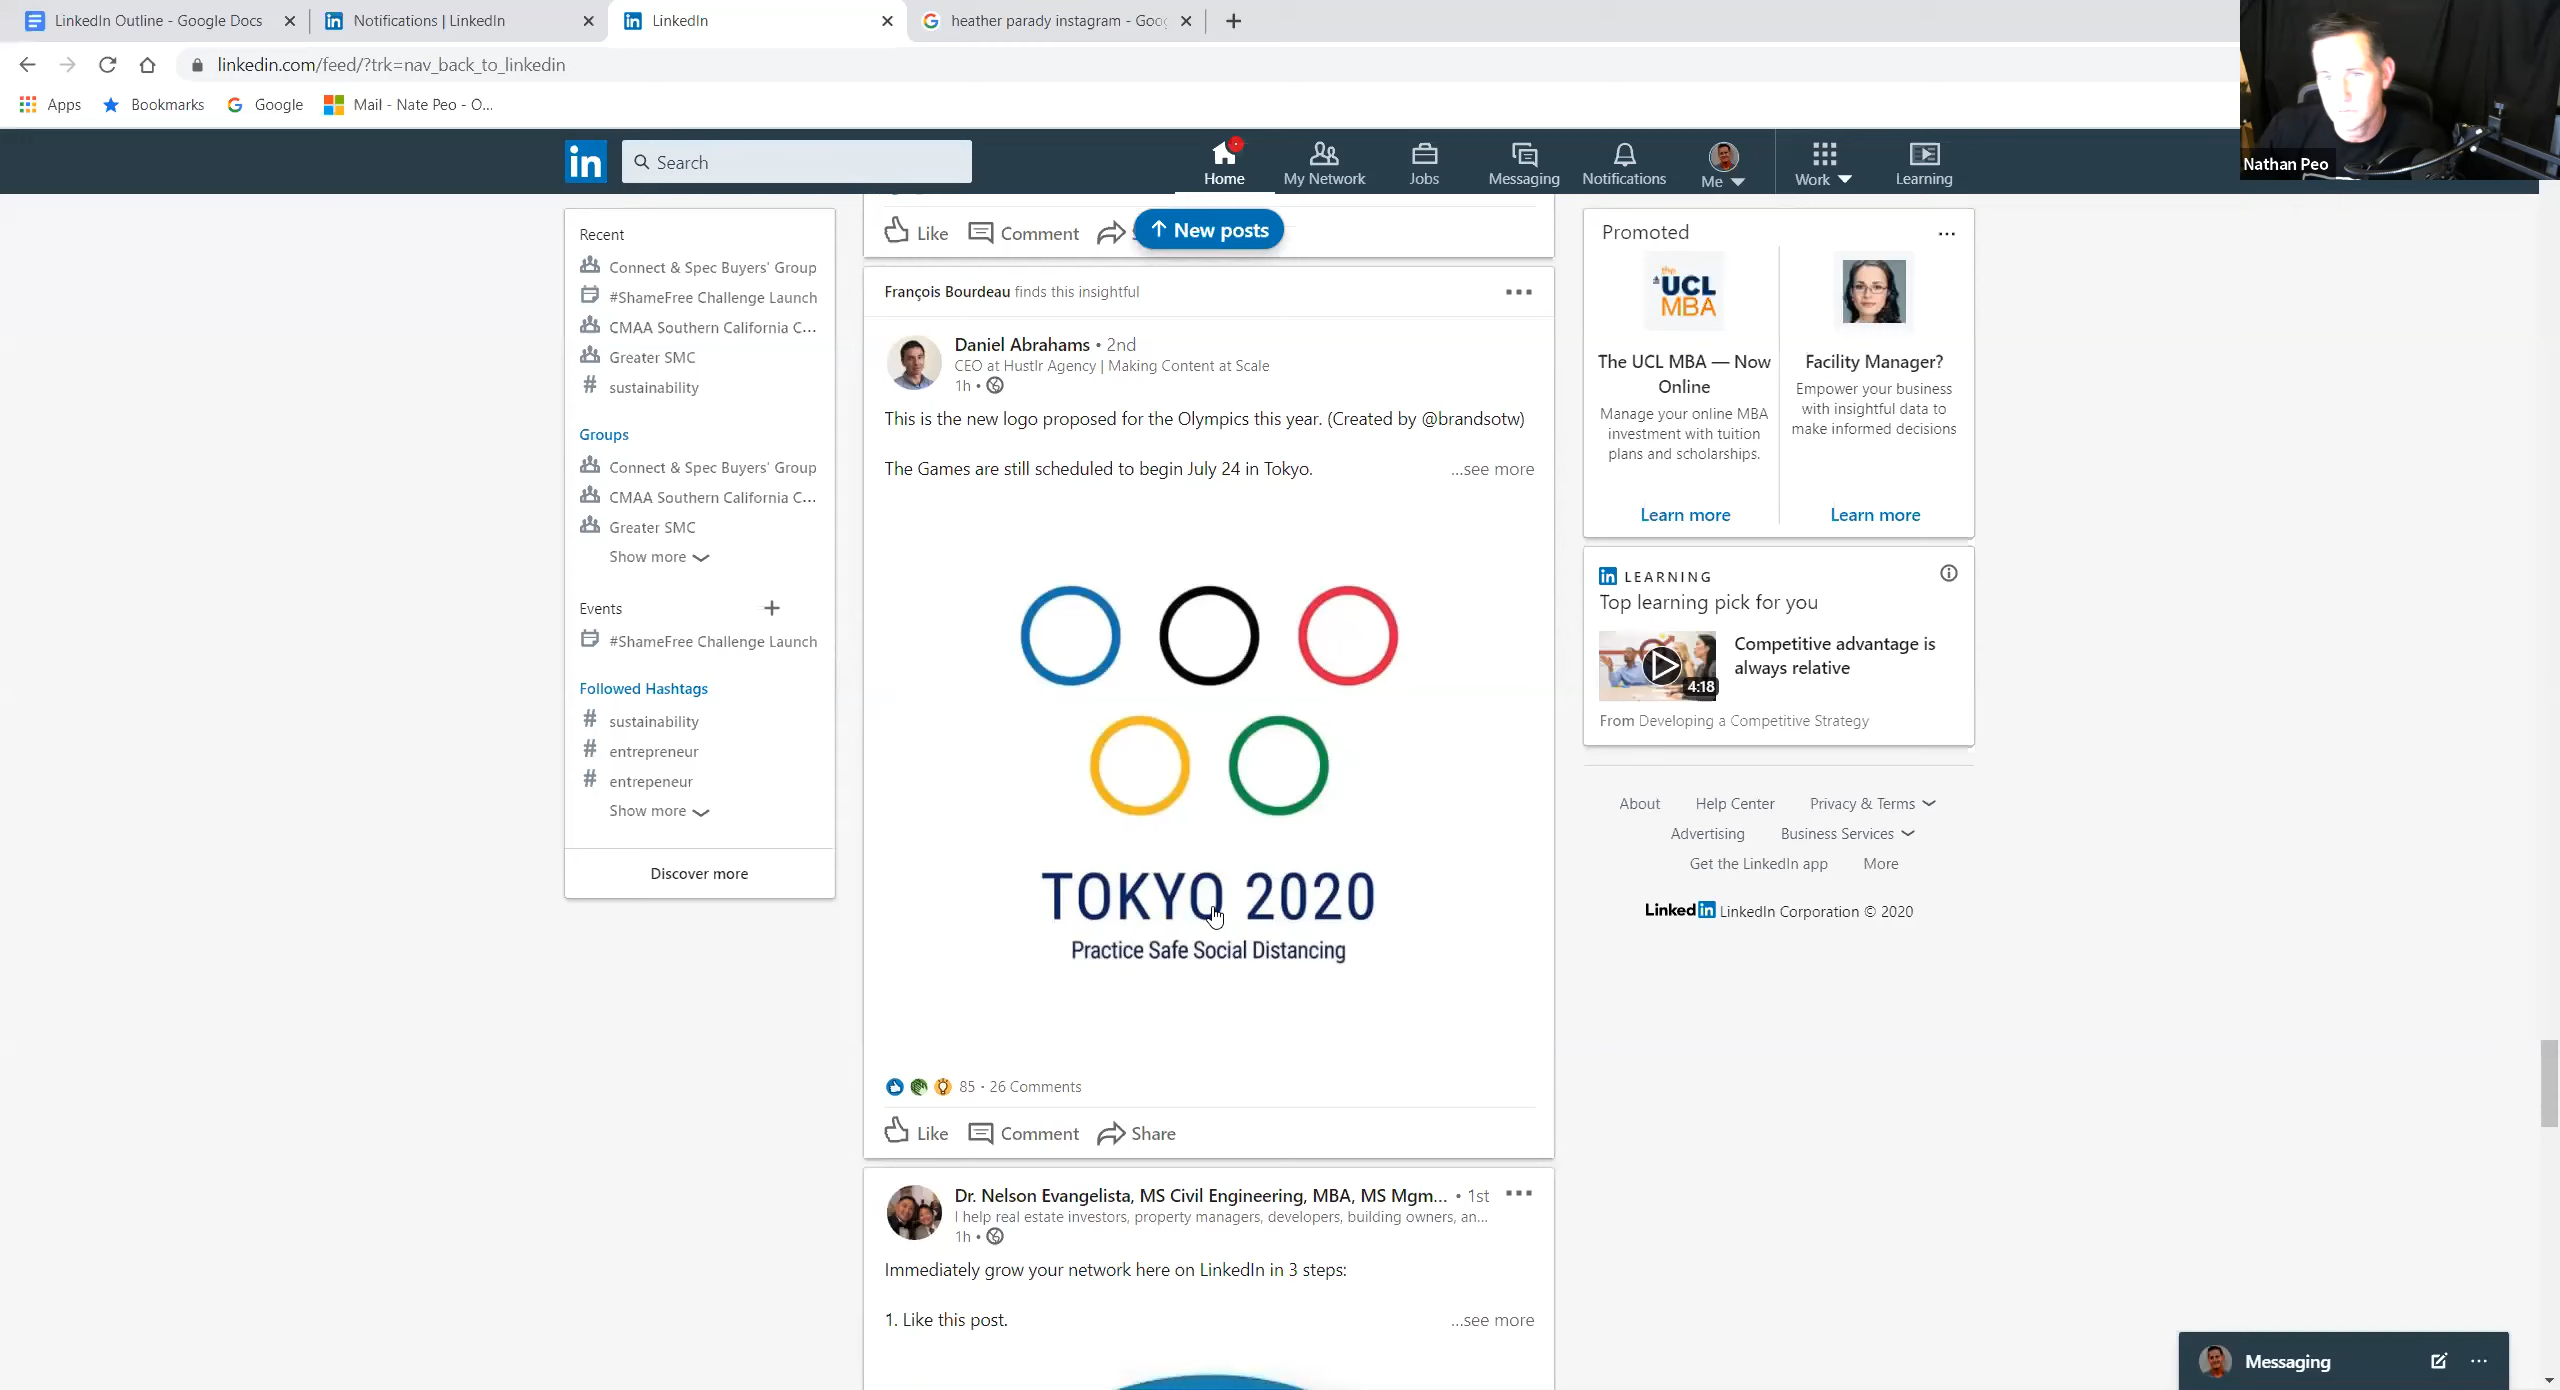 LinkedIn Outline - Google Docs
Notifications | LinkedIn
LinkedIn
heather parady instagram - Goo
linkedin.com/feed/?trk=nav_back_to_linkedin
Apps
Bookmarks
Google
Mail - Nate Peo - O...
Nathan Peo
in
Search
Home
My Network
Jobs
Messaging
Notifications
Me
Work
Learning
Recent
Connect & Spec Buyers' Group
#ShameFree Challenge Launch
CMAA Southern California C...
Greater SMC
# sustainability
Groups
Connect & Spec Buyers' Group
CMAA Southern California C...
Greater SMC
Show more
Events
#ShameFree Challenge Launch
Followed Hashtags
# sustainability
# entrepreneur
# entrepeneur
Show more
Discover more
Like
Comment
New posts
François Bourdeau finds this insightful
Daniel Abrahams • 2nd
CEO at Hustlr Agency | Making Content at Scale
1h •
This is the new logo proposed for the Olympics this year. (Created by @brandsotw)
The Games are still scheduled to begin July 24 in Tokyo.
...see more
TOKYO 2020
Practice Safe Social Distancing
85 · 26 Comments
Like
Comment
Share
Dr. Nelson Evangelista, MS Civil Engineering, MBA, MS Mgm... • 1st
I help real estate investors, property managers, developers, building owners, an...
1h •
Immediately grow your network here on LinkedIn in 3 steps:
1. Like this post.
...see more
Promoted
UCL
MBA
The UCL MBA — Now
Online
Manage your online MBA
investment with tuition
plans and scholarships.
Learn more
Facility Manager?
Empower your business
with insightful data to
make informed decisions
Learn more
in LEARNING
Top learning pick for you
4:18
Competitive advantage is
always relative
From Developing a Competitive Strategy
About
Help Center
Privacy & Terms
Advertising
Business Services
Get the LinkedIn app
More
Linked in LinkedIn Corporation © 2020
Messaging